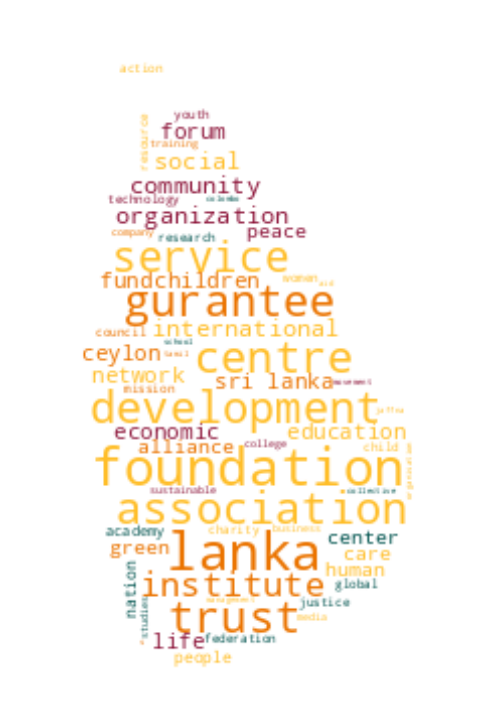 action
youth
resource
forum
training
social
community
technology
colombo
organization
peace
company
research
service
fundchildren
women
aid
gurantee
council
international
school
ceylon
tamil
centre
network
sri lanka
movement
mission
development
jaffna
economic
education
alliance
college
child
foundation
organisation
sustainable
collective
association
academy
charity
business
center
green
lanka
care
human
nation
institute
global
management
justice
studies
trust
media
life
federation
people